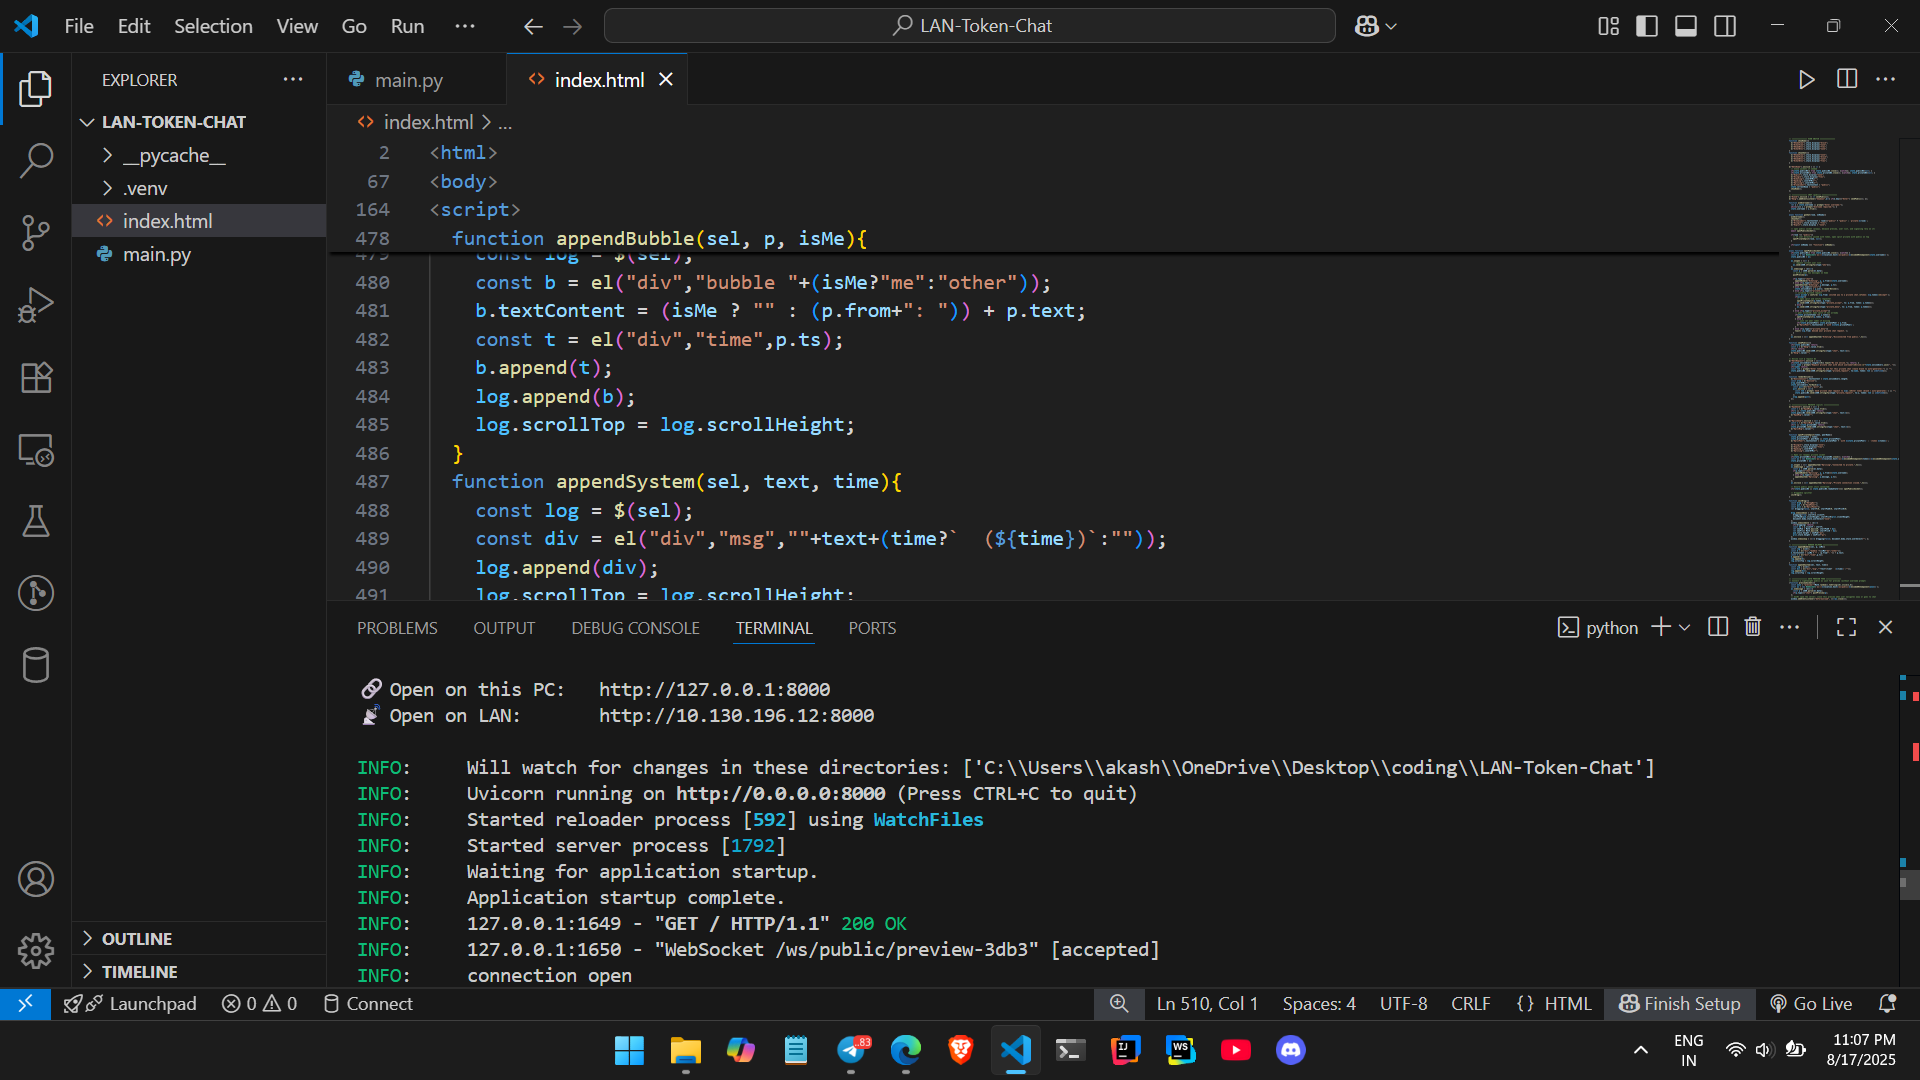 File Edit Selection View Go Run ··· LAN-Token-Chat
EXPLORER
LAN-TOKEN-CHAT
__pycache__
.venv
index.html
main.py
OUTLINE
TIMELINE
main.py index.html
index.html > ...
2 <html>
67 <body>
164 <script>
478 function appendBubble(sel, p, isMe){
479 const log = $(sel);
480 const b = el("div","bubble "+(isMe?"me":"other"));
481 b.textContent = (isMe ? "" : (p.from+": ")) + p.text;
482 const t = el("div","time",p.ts);
483 b.append(t);
484 log.append(b);
485 log.scrollTop = log.scrollHeight;
486 }
487 function appendSystem(sel, text, time){
488 const log = $(sel);
489 const div = el("div","msg",""+text+(time?`  (${time})`:""));
490 log.append(div);
491 log.scrollTop = log.scrollHeight;
PROBLEMS OUTPUT DEBUG CONSOLE TERMINAL PORTS python
🔗 Open on this PC: http://127.0.0.1:8000
📡 Open on LAN: http://10.130.196.12:8000
INFO: Will watch for changes in these directories: ['C:\\Users\\akash\\OneDrive\\Desktop\\coding\\LAN-Token-Chat']
INFO: Uvicorn running on http://0.0.0.0:8000 (Press CTRL+C to quit)
INFO: Started reloader process [592] using WatchFiles
INFO: Started server process [1792]
INFO: Waiting for application startup.
INFO: Application startup complete.
INFO: 127.0.0.1:1649 - "GET / HTTP/1.1" 200 OK
INFO: 127.0.0.1:1650 - "WebSocket /ws/public/preview-3db3" [accepted]
INFO: connection open
Launchpad 0 0 Connect Ln 510, Col 1 Spaces: 4 UTF-8 CRLF {} HTML Finish Setup Go Live
..83 IJ WS ENG 11:07 PM
IN 8/17/2025